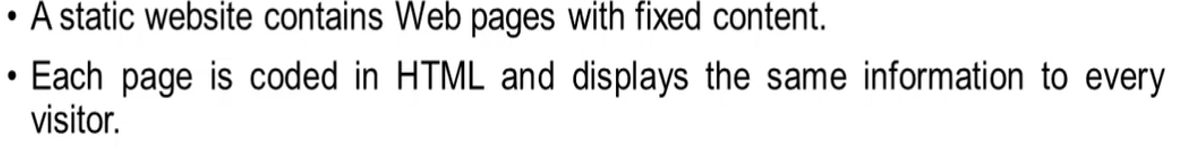 • A static website contains Web pages with fixed content.
• Each page is coded in HTML and displays the same information to every
visitor.